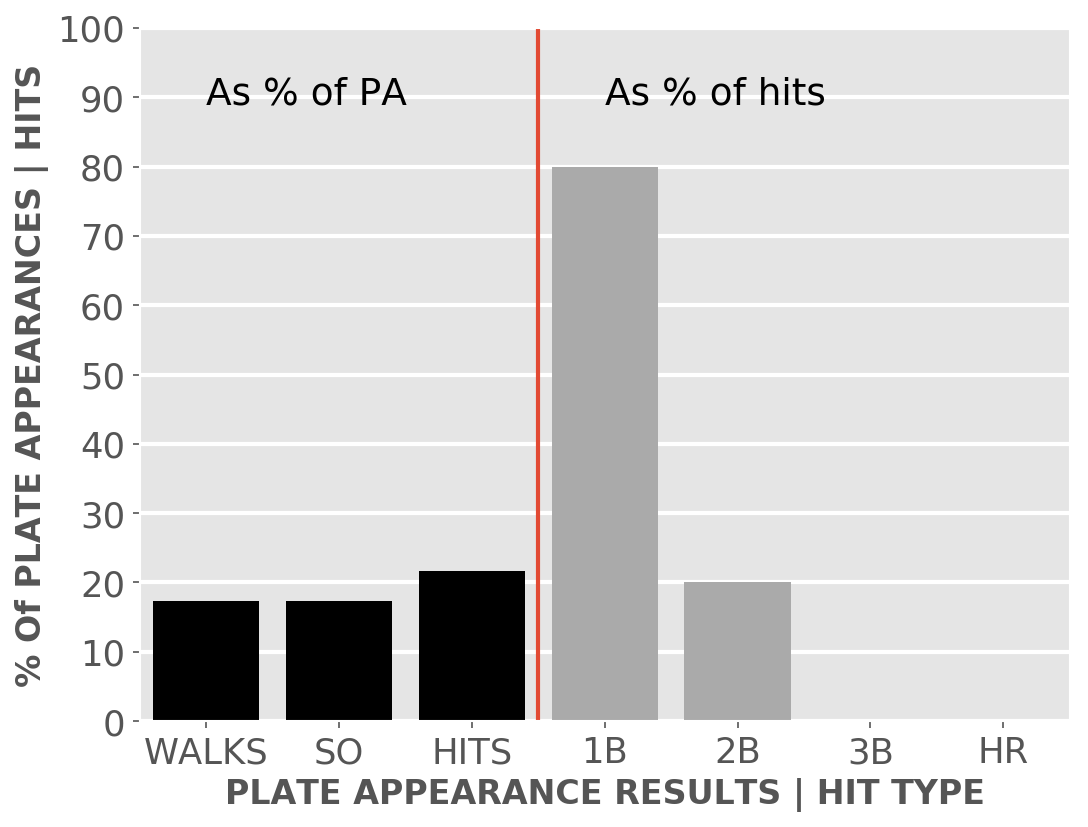 100
90
80
70
60
50
40
30
20
10
0
% Of PLATE APPEARANCES | HITS
As % of PA
As % of hits
WALKS SO HITS 1B 2B 3B HR
PLATE APPEARANCE RESULTS | HIT TYPE